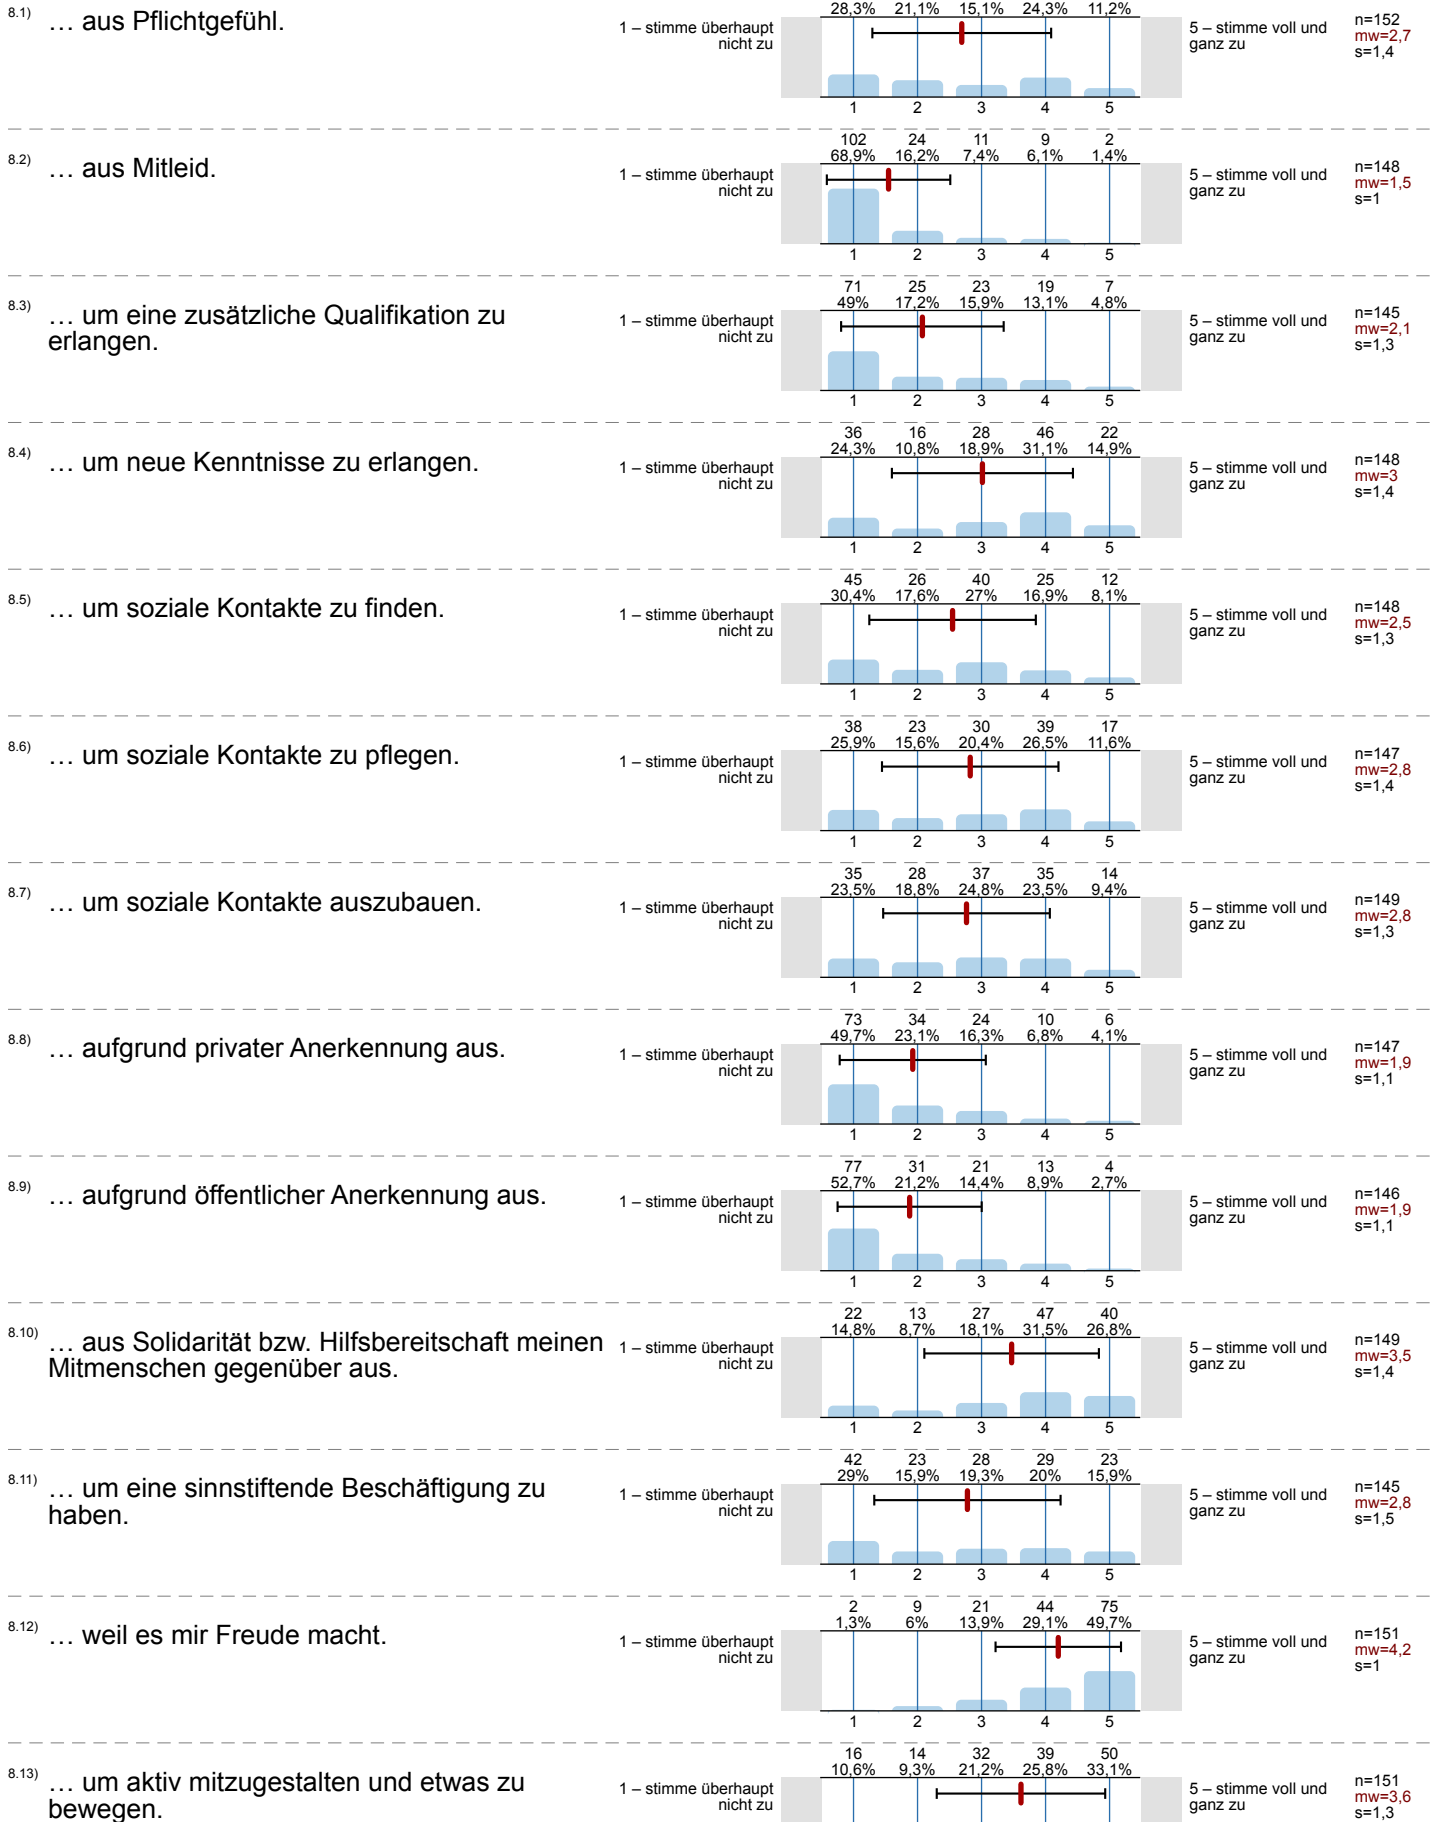 8.1) … aus Pflichtgefühl.
1 – stimme überhaupt nicht zu
28,3% 21,1% 15,1% 24,3% 11,2%
1 2 3 4 5
5 – stimme voll und ganz zu
n=152
mw=2,7
s=1,4
8.2) … aus Mitleid.
1 – stimme überhaupt nicht zu
102 24 11 9 2
68,9% 16,2% 7,4% 6,1% 1,4%
1 2 3 4 5
5 – stimme voll und ganz zu
n=148
mw=1,5
s=1
8.3) … um eine zusätzliche Qualifikation zu
erlangen.
1 – stimme überhaupt nicht zu
71 25 23 19 7
49% 17,2% 15,9% 13,1% 4,8%
1 2 3 4 5
5 – stimme voll und ganz zu
n=145
mw=2,1
s=1,3
8.4) … um neue Kenntnisse zu erlangen.
1 – stimme überhaupt nicht zu
36 16 28 46 22
24,3% 10,8% 18,9% 31,1% 14,9%
1 2 3 4 5
5 – stimme voll und ganz zu
n=148
mw=3
s=1,4
8.5) … um soziale Kontakte zu finden.
1 – stimme überhaupt nicht zu
45 26 40 25 12
30,4% 17,6% 27% 16,9% 8,1%
1 2 3 4 5
5 – stimme voll und ganz zu
n=148
mw=2,5
s=1,3
8.6) … um soziale Kontakte zu pflegen.
1 – stimme überhaupt nicht zu
38 23 30 39 17
25,9% 15,6% 20,4% 26,5% 11,6%
1 2 3 4 5
5 – stimme voll und ganz zu
n=147
mw=2,8
s=1,4
8.7) … um soziale Kontakte auszubauen.
1 – stimme überhaupt nicht zu
35 28 37 35 14
23,5% 18,8% 24,8% 23,5% 9,4%
1 2 3 4 5
5 – stimme voll und ganz zu
n=149
mw=2,8
s=1,3
8.8) … aufgrund privater Anerkennung aus.
1 – stimme überhaupt nicht zu
73 34 24 10 6
49,7% 23,1% 16,3% 6,8% 4,1%
1 2 3 4 5
5 – stimme voll und ganz zu
n=147
mw=1,9
s=1,1
8.9) … aufgrund öffentlicher Anerkennung aus.
1 – stimme überhaupt nicht zu
77 31 21 13 4
52,7% 21,2% 14,4% 8,9% 2,7%
1 2 3 4 5
5 – stimme voll und ganz zu
n=146
mw=1,9
s=1,1
8.10) … aus Solidarität bzw. Hilfsbereitschaft meinen
Mitmenschen gegenüber aus.
1 – stimme überhaupt nicht zu
22 13 27 47 40
14,8% 8,7% 18,1% 31,5% 26,8%
1 2 3 4 5
5 – stimme voll und ganz zu
n=149
mw=3,5
s=1,4
8.11) … um eine sinnstiftende Beschäftigung zu
haben.
1 – stimme überhaupt nicht zu
42 23 28 29 23
29% 15,9% 19,3% 20% 15,9%
1 2 3 4 5
5 – stimme voll und ganz zu
n=145
mw=2,8
s=1,5
8.12) … weil es mir Freude macht.
1 – stimme überhaupt nicht zu
2 9 21 44 75
1,3% 6% 13,9% 29,1% 49,7%
1 2 3 4 5
5 – stimme voll und ganz zu
n=151
mw=4,2
s=1
8.13) … um aktiv mitzugestalten und etwas zu
bewegen.
1 – stimme überhaupt nicht zu
16 14 32 39 50
10,6% 9,3% 21,2% 25,8% 33,1%
5 – stimme voll und ganz zu
n=151
mw=3,6
s=1,3